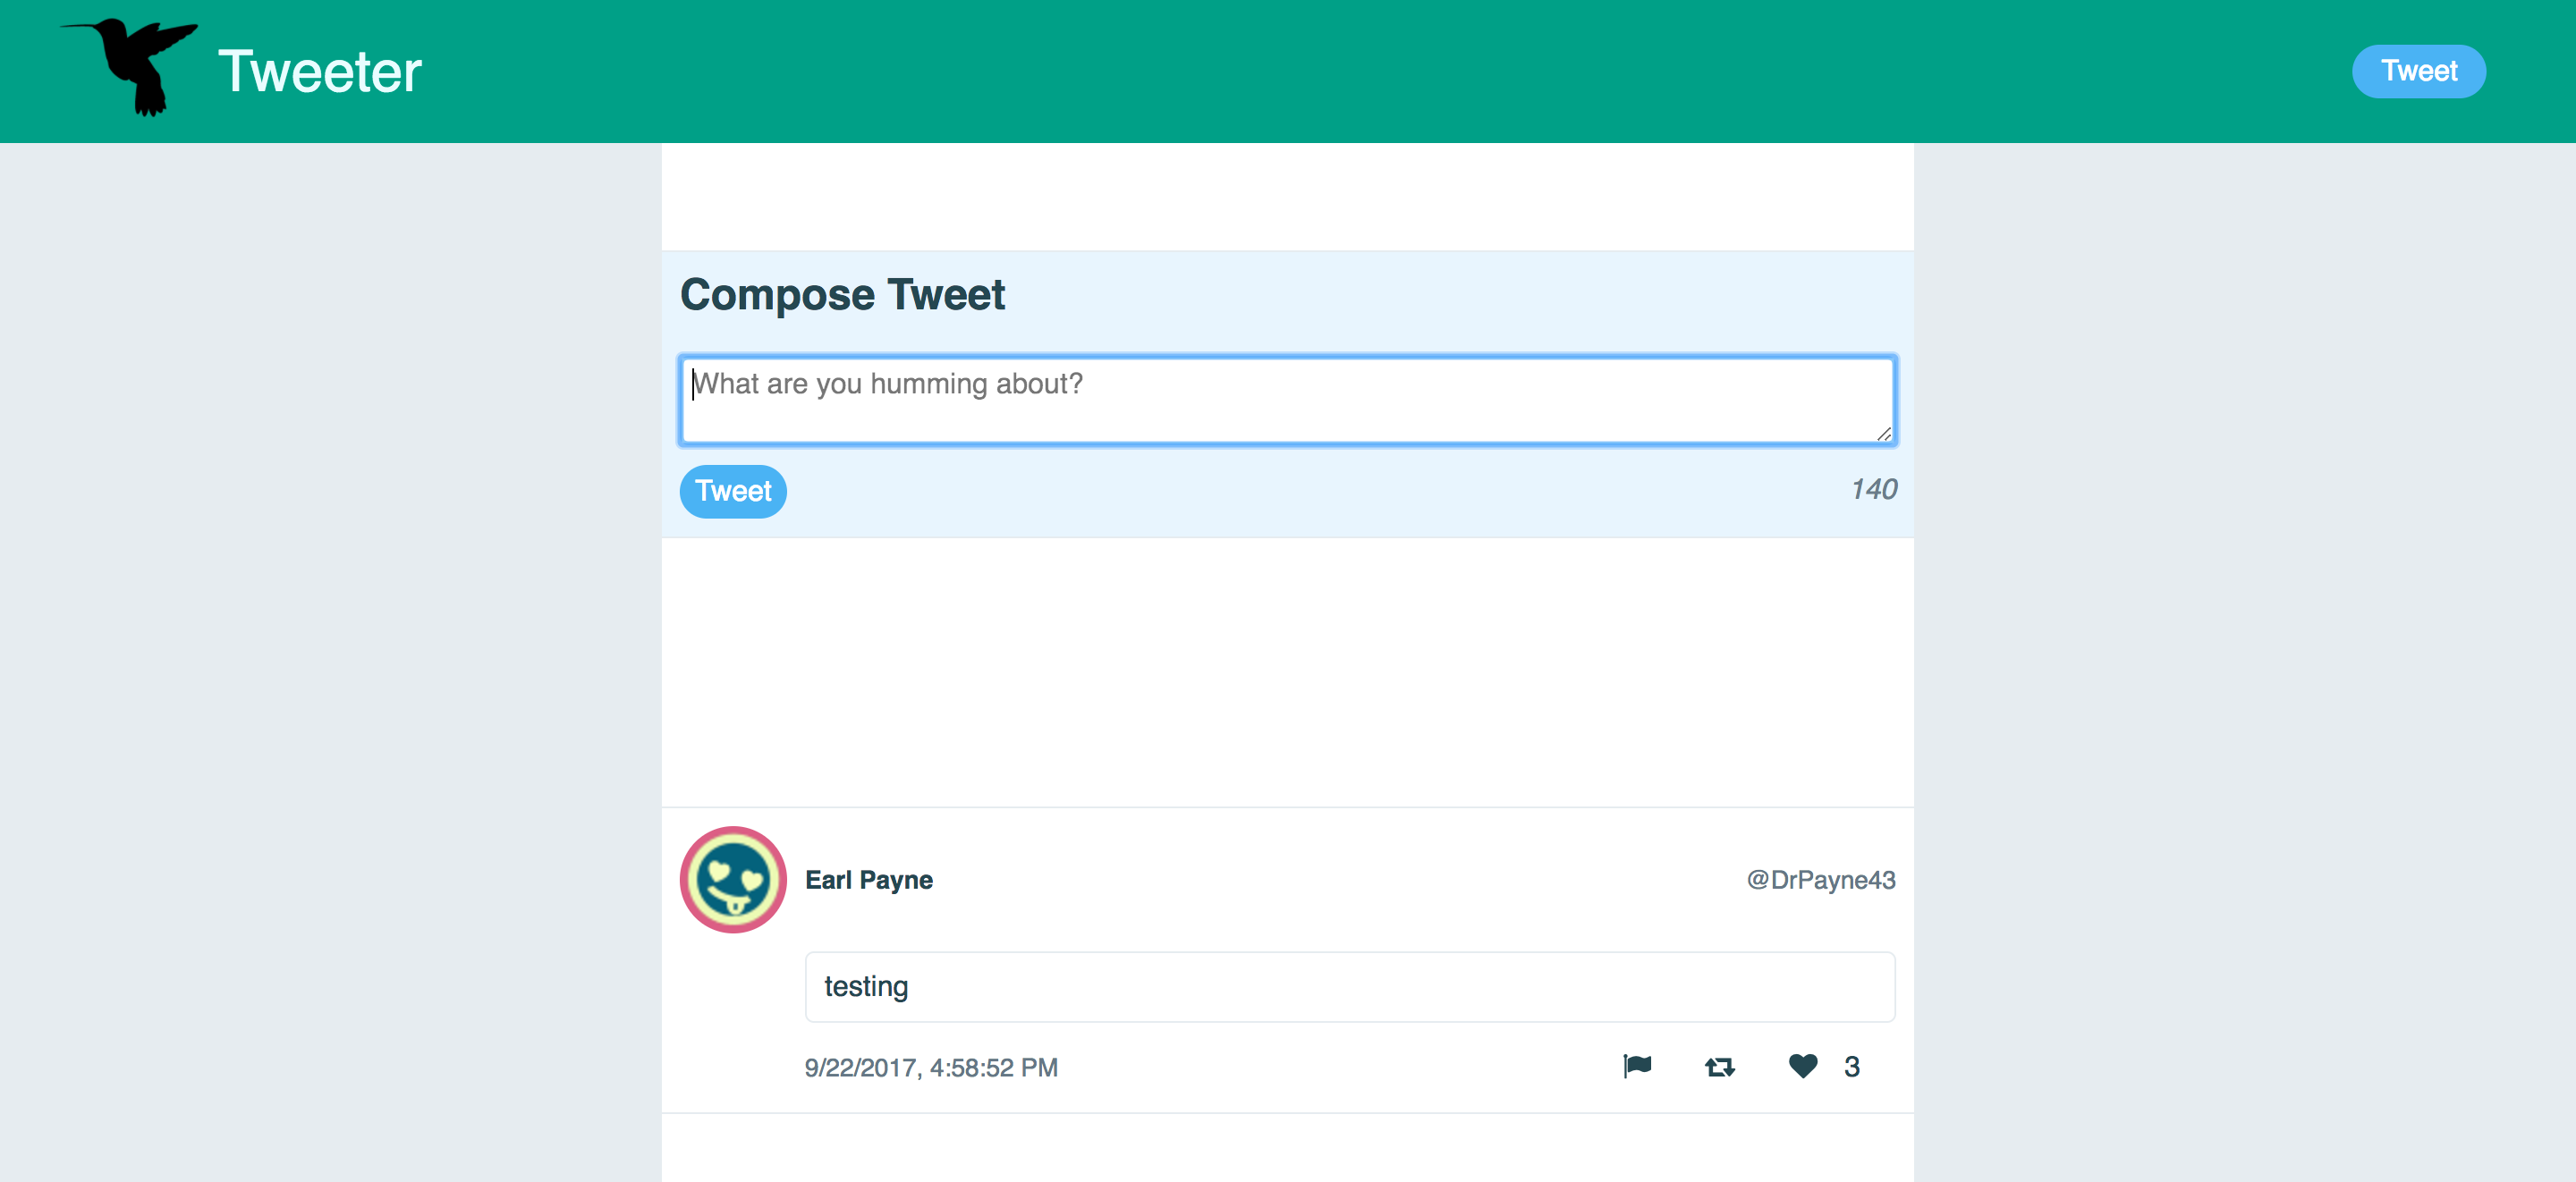 Tweeter
Tweet
Compose Tweet
What are you humming about?
Tweet
140
Earl Payne
@DrPayne43
testing
9/22/2017, 4:58:52 PM
3